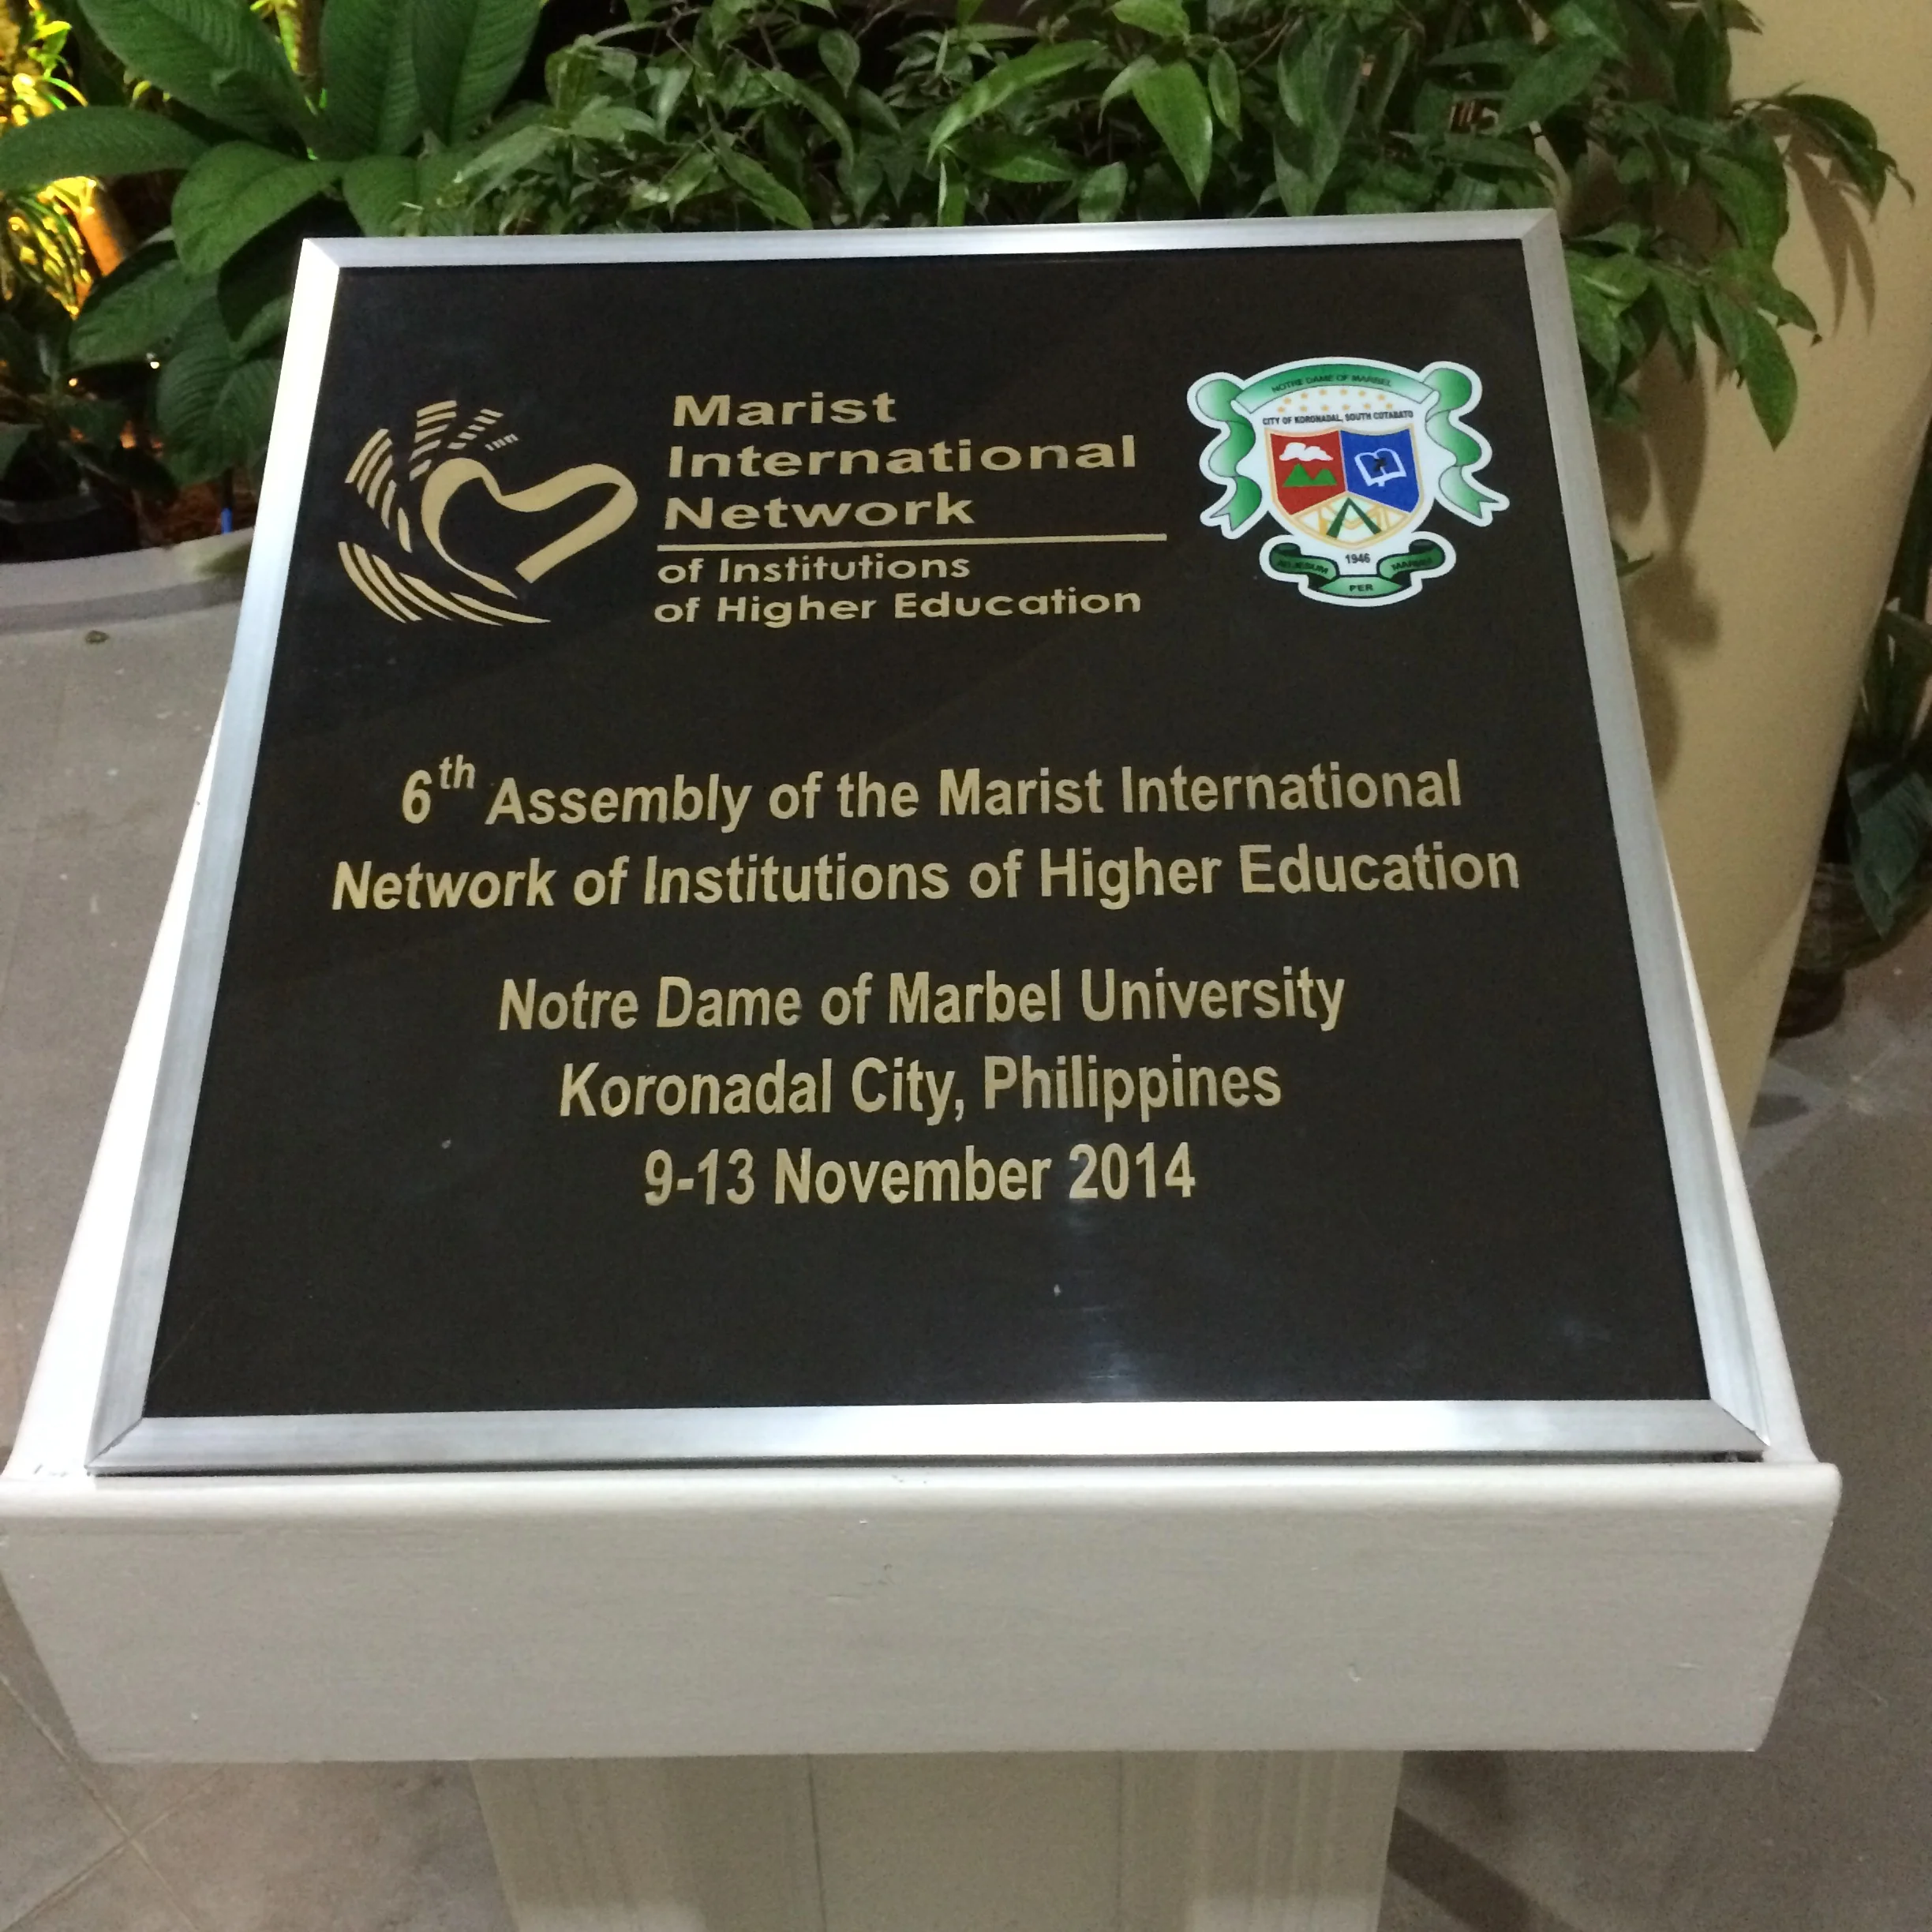 Marist
International
Network
of Institutions
of Higher Education
NOTRE DAME OF MARBEL
CITY OF KORONADAL, SOUTH COTABATO
1946
PER
6th Assembly of the Marist International
Network of Institutions of Higher Education
Notre Dame of Marbel University
Koronadal City, Philippines
9-13 November 2014